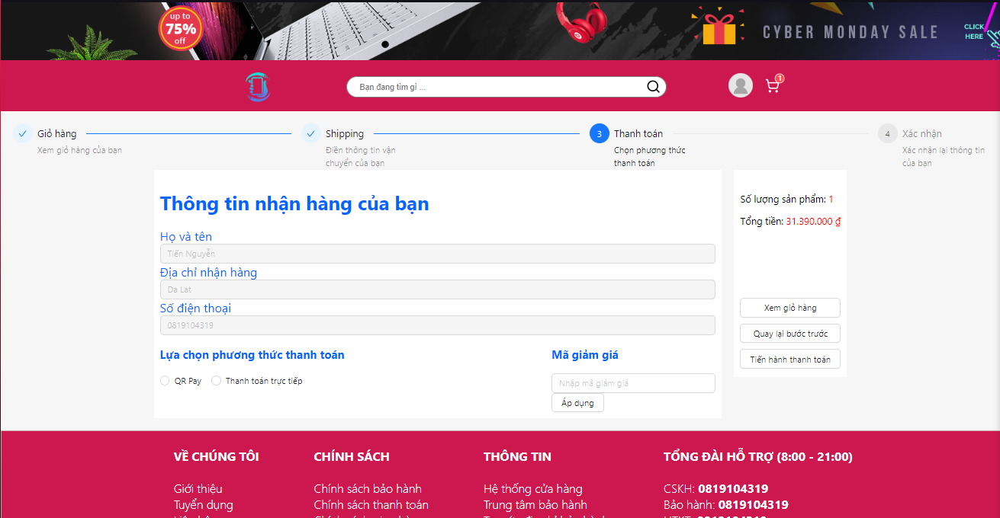 up to
75%
off
CYBER MONDAY SALE
CLICK
HERE
Bạn đang tìm gì ...
1
Giỏ hàng
Xem giỏ hàng của bạn
Shipping
Điền thông tin vận
chuyển của bạn
3 Thanh toán
Chọn phương thức
thanh toán
4 Xác nhận
Xác nhận lại thông tin
của bạn
Thông tin nhận hàng của bạn
Họ và tên
Tiến Nguyễn
Địa chỉ nhận hàng
Da Lat
Số điện thoại
0819104319
Lựa chọn phương thức thanh toán
QR Pay Thanh toán trực tiếp
Mã giảm giá
Nhập mã giảm giá
Áp dụng
Số lượng sản phẩm: 1
Tổng tiền: 31.390.000 ₫
Xem giỏ hàng
Quay lại bước trước
Tiến hành thanh toán
VỀ CHÚNG TÔI
Giới thiệu
Tuyển dụng
CHÍNH SÁCH
Chính sách bảo hành
Chính sách thanh toán
THÔNG TIN
Hệ thống cửa hàng
Trung tâm bảo hành
TỔNG ĐÀI HỖ TRỢ (8:00 - 21:00)
CSKH: 0819104319
Bảo hành: 0819104319